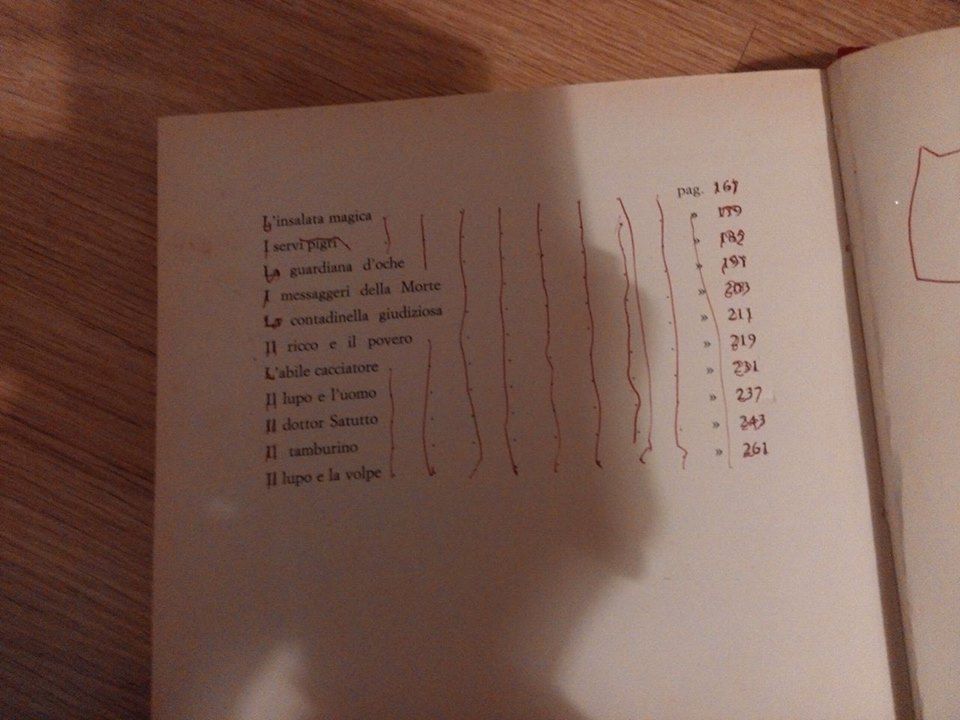 L'insalata magica pag.
I servi pigri »
La guardiana d'oche »
I messaggeri della Morte »
La contadinella giudiziosa » 203
Il ricco e il povero » 211
L'abile cacciatore » 219
Il lupo e l'uomo » 231
Il dottor Satutto » 237
Il tamburino » 243
Il lupo e la volpe » 261